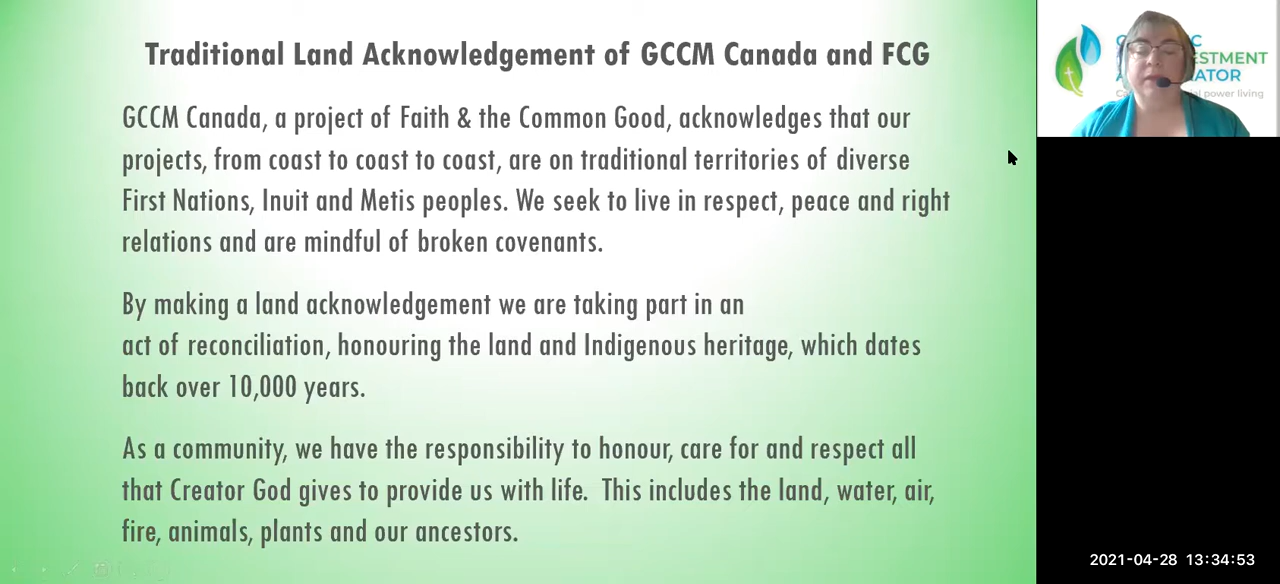 Traditional Land Acknowledgement of GCCM Canada and FCG
GCCM Canada, a project of Faith & the Common Good, acknowledges that our
projects, from coast to coast to coast, are on traditional territories of diverse
First Nations, Inuit and Metis peoples. We seek to live in respect, peace and right
relations and are mindful of broken covenants.
By making a land acknowledgement we are taking part in an
act of reconciliation, honouring the land and Indigenous heritage, which dates
back over 10,000 years.
As a community, we have the responsibility to honour, care for and respect all
that Creator God gives to provide us with life. This includes the land, water, air,
fire, animals, plants and our ancestors.
power living
2021-04-28 13:34:53